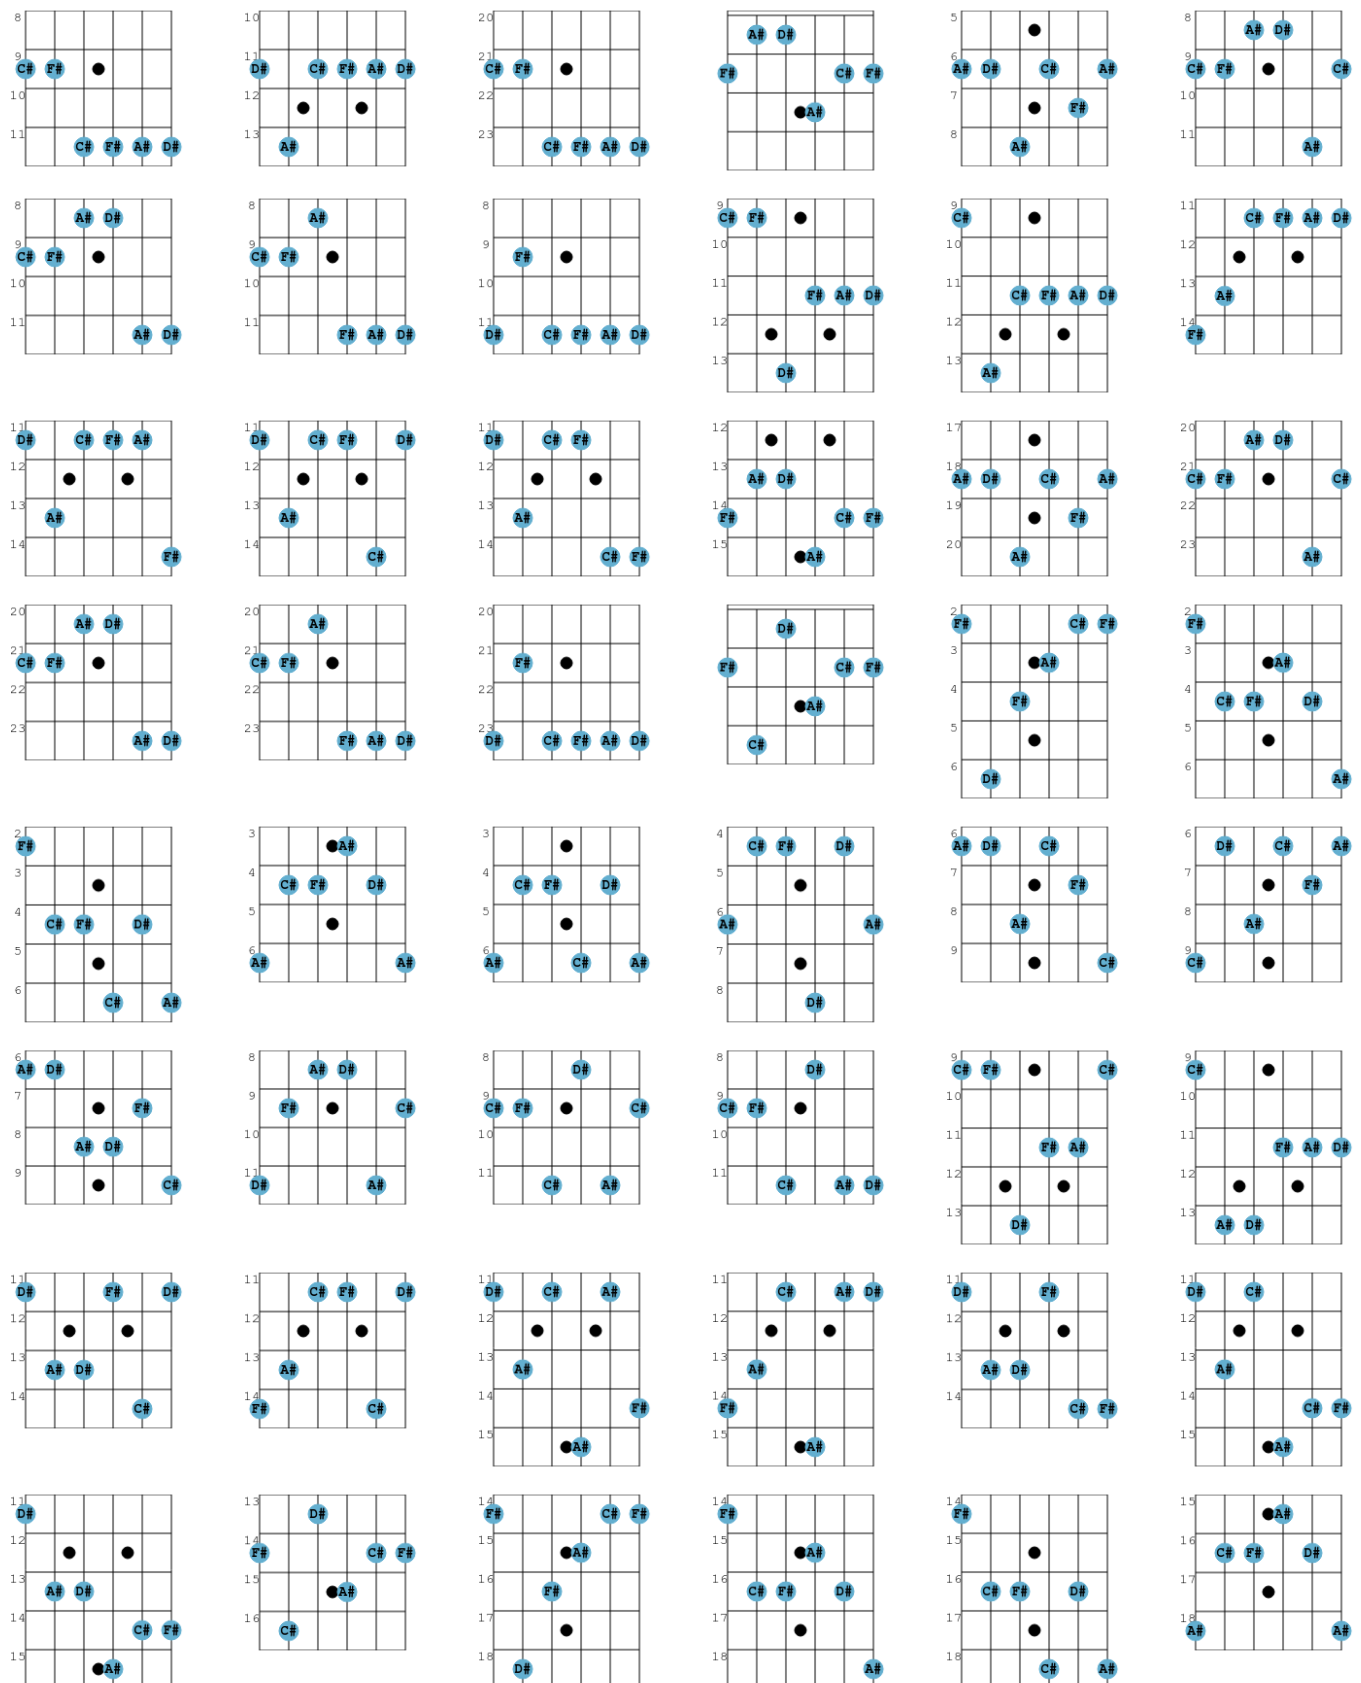 8 10 20 5 8
A# D# A# D#
9 11 21 6 9
C# F# D# C# F# A# D# C# F# F# C# F# A# D# C# A# C# F# C#
10 12 22 7 10
A# F#
11 13 23 8 11
C# F# A# D# A# C# F# A# D# A# A#
8 8 8 9 9 11
A# D# A# C# F# C# C# F# A# D#
9 9 9 10 10 12
C# F# C# F# F#
10 10 10 11 11 13
F# A# D# C# F# A# D# A#
11 11 11 12 12 14
A# D# F# A# D# D# C# F# A# D# F#
13 13
D# A#
11 11 11 12 17 20
D# C# F# A# D# C# F# D# D# C# F# A# D#
12 12 12 13 18 21
A# D# A# D# C# A# C# F# C#
13 13 13 14 19 22
A# A# A# F# C# F# F#
14 14 14 15 20 23
F# C# C# F# A# A# A#
20 20 20 2 2
A# D# A# D# F# C# F# F#
21 21 21 3 3
C# F# C# F# F# F# C# F# A# A#
22 22 22 4 4
A# F# C# F# D#
23 23 23 5 5
A# D# F# A# D# D# C# F# A# D# C#
6 6
D# A#
2 3 3 4 6 6
F# A# C# F# D# A# D# C# D# C# A#
3 4 4 5 7 7
C# F# D# C# F# D# F# F#
4 5 5 6 8 8
C# F# D# A# A# A# A#
5 6 6 7 9 9
A# A# A# C# A# C# C#
6 8
C# A# D#
6 8 8 8 9 9
A# D# A# D# D# D# C# F# C# C#
7 9 9 9 10 10
F# F# C# C# F# C# C# F#
8 10 10 10 11 11
A# D# F# A# F# A# D#
9 11 11 11 12 12
C# D# A# C# A# C# A# D#
13 13
D# A# D#
11 11 11 11 11 11
D# F# D# C# F# D# D# C# A# C# A# D# D# F# D# C#
12 12 12 12 12 12
13 13 13 13 13 13
A# D# A# A# A# A# D# A#
14 14 14 14 14 14
C# F# C# F# F# C# F# C# F#
15 15 15
A# A# A#
11 13 14 14 14 15
D# D# F# C# F# F# F# A#
12 14 15 15 15 16
F# C# F# A# A# C# F# D#
13 15 16 16 16 17
A# D# A# F# C# F# D# C# F# D#
14 16 17 17 17 18
C# F# C# A# A#
15 18 18 18
A# D# A# C# A#